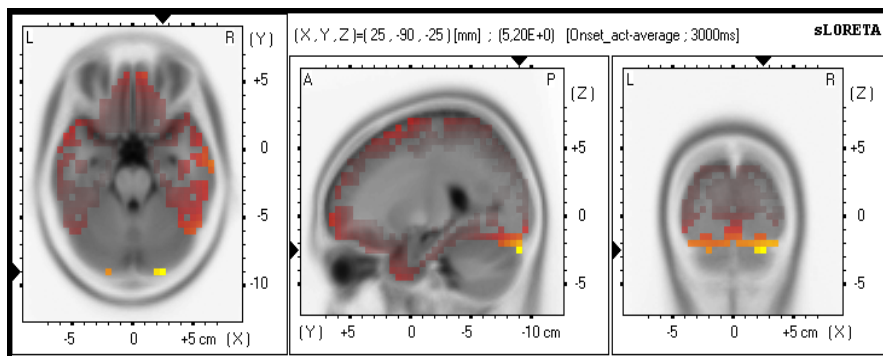 (X, Y, Z)=(25, -90, -25) [mm] ; (5,20E+0) [Onset_act-average ; 3000ms] sLORETA
L R (Y) A P L R
(Z) (Z)
+5 +5 +5
0 0 0
-5 -5 -5
-10
-5 0 +5 cm (X) (Y) +5 0 -5 -10 cm -5 0 +5 cm (X)